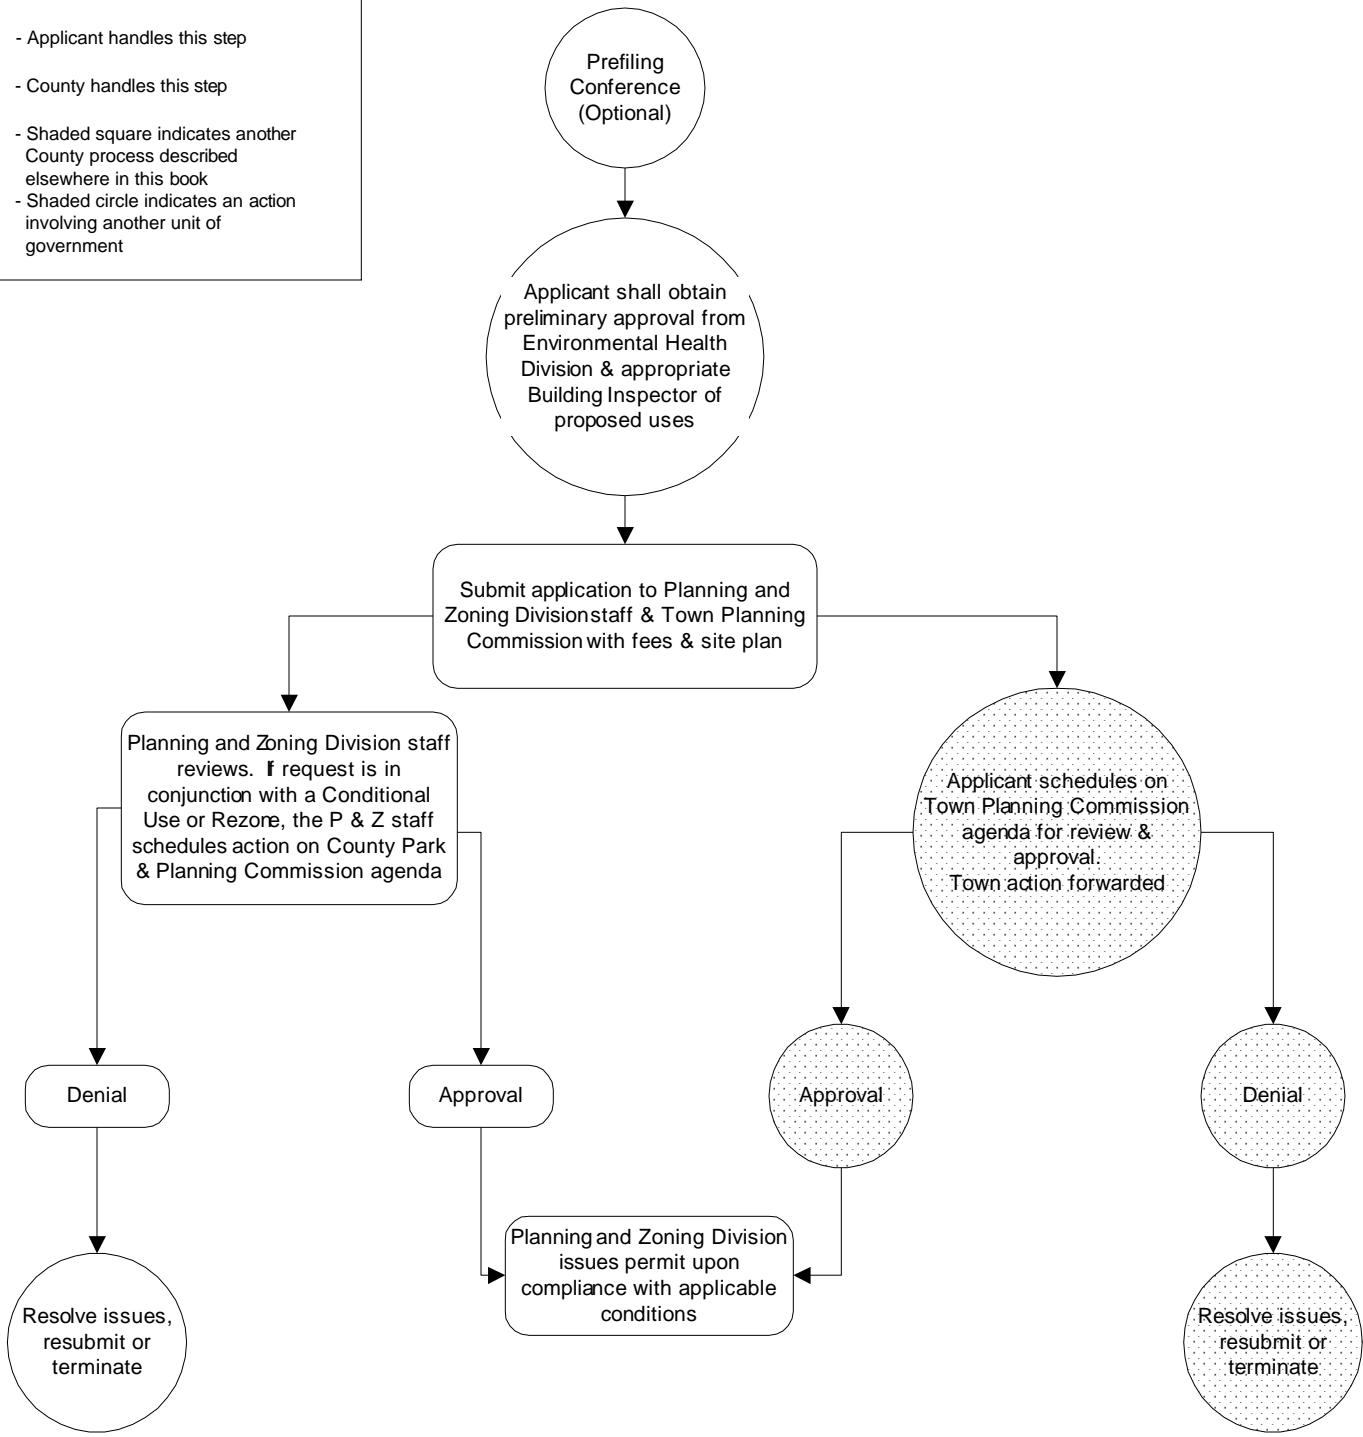 - Applicant handles this step
- County handles this step
- Shaded square indicates another
County process described
elsewhere in this book
- Shaded circle indicates an action
involving another unit of
government
Prefiling
Conference
(Optional)
Applicant shall obtain
preliminary approval from
Environmental Health
Division & appropriate
Building Inspector of
proposed uses
Submit application to Planning and
Zoning Division staff & Town Planning
Commission with fees & site plan
Planning and Zoning Division staff
reviews. If request is in
conjunction with a Conditional
Use or Rezone, the P & Z staff
schedules action on County Park
& Planning Commission agenda
Applicant schedules on
Town Planning Commission
agenda for review &
approval.
Town action forwarded
Denial
Approval
Approval
Denial
Planning and Zoning Division
issues permit upon
compliance with applicable
conditions
Resolve issues,
resubmit or
terminate
Resolve issues,
resubmit or
terminate